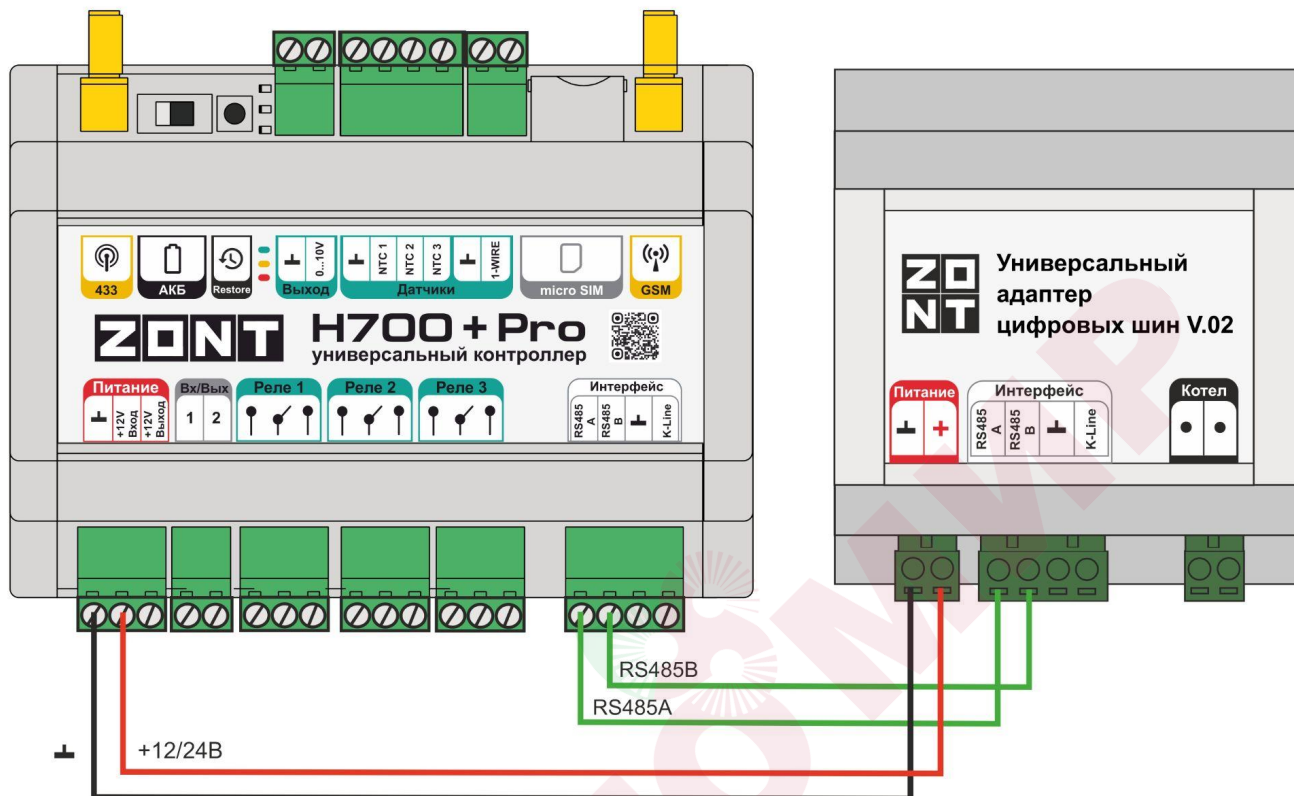 433
АКБ
Restore
⊥
0...10V
Выход
⊥
NTC 1
NTC 2
NTC 3
⊥
1-WIRE
Датчики
micro SIM
GSM
ZONT H700+Pro
универсальный контроллер
Питание
⊥
+12V Вход
+12V Выход
Вх/Вых
1 2
Реле 1
Реле 2
Реле 3
Интерфейс
RS485 A
RS485 B
⊥
K-Line
ZONT
Универсальный
адаптер
цифровых шин V.02
Питание
⊥ +
Интерфейс
RS485 A
RS485 B
⊥
K-Line
Котел
RS485B
RS485A
⊥ +12/24В